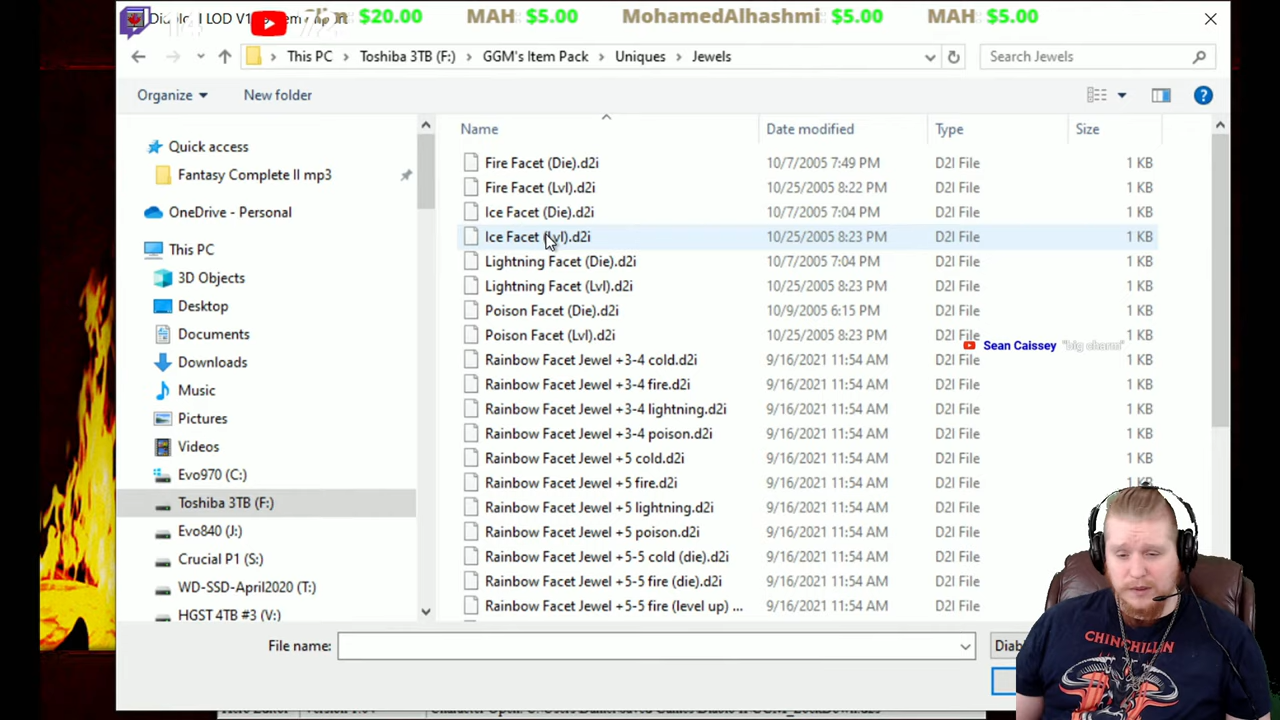 $20.00 MAH $5.00 MohamedAlhashmi $5.00 MAH $5.00
This PC Toshiba 3TB (F:) GGM's Item Pack Uniques Jewels Search Jewels
Organize New folder
Name Date modified Type Size
Quick access
Fantasy Complete II mp3
OneDrive - Personal
This PC
3D Objects
Desktop
Documents
Downloads
Music
Pictures
Videos
Evo970 (C:)
Toshiba 3TB (F:)
Evo840 (J:)
Crucial P1 (S:)
WD-SSD-April2020 (T:)
HGST 4TB #3 (V:)
Fire Facet (Die).d2i 10/7/2005 7:49 PM D2I File 1 KB
Fire Facet (Lvl).d2i 10/25/2005 8:22 PM D2I File 1 KB
Ice Facet (Die).d2i 10/7/2005 7:04 PM D2I File 1 KB
Ice Facet (Lvl).d2i 10/25/2005 8:23 PM D2I File 1 KB
Lightning Facet (Die).d2i 10/7/2005 7:04 PM D2I File 1 KB
Lightning Facet (Lvl).d2i 10/25/2005 8:23 PM D2I File 1 KB
Poison Facet (Die).d2i 10/9/2005 6:15 PM D2I File 1 KB
Poison Facet (Lvl).d2i 10/25/2005 8:23 PM D2I File 1 KB
Sean Caissey "big charm"
Rainbow Facet Jewel +3-4 cold.d2i 9/16/2021 11:54 AM D2I File 1 KB
Rainbow Facet Jewel +3-4 fire.d2i 9/16/2021 11:54 AM D2I File 1 KB
Rainbow Facet Jewel +3-4 lightning.d2i 9/16/2021 11:54 AM D2I File 1 KB
Rainbow Facet Jewel +3-4 poison.d2i 9/16/2021 11:54 AM D2I File 1 KB
Rainbow Facet Jewel +5 cold.d2i 9/16/2021 11:54 AM D2I File 1 KB
Rainbow Facet Jewel +5 fire.d2i 9/16/2021 11:54 AM D2I File 1 KB
Rainbow Facet Jewel +5 lightning.d2i 9/16/2021 11:54 AM D2I File
Rainbow Facet Jewel +5 poison.d2i 9/16/2021 11:54 AM D2I File
Rainbow Facet Jewel +5-5 cold (die).d2i 9/16/2021 11:54 AM D2I File
Rainbow Facet Jewel +5-5 fire (die).d2i 9/16/2021 11:54 AM D2I File
Rainbow Facet Jewel +5-5 fire (level up) ... 9/16/2021 11:54 AM D2I File
File name: Diab
CHINCHILLIN